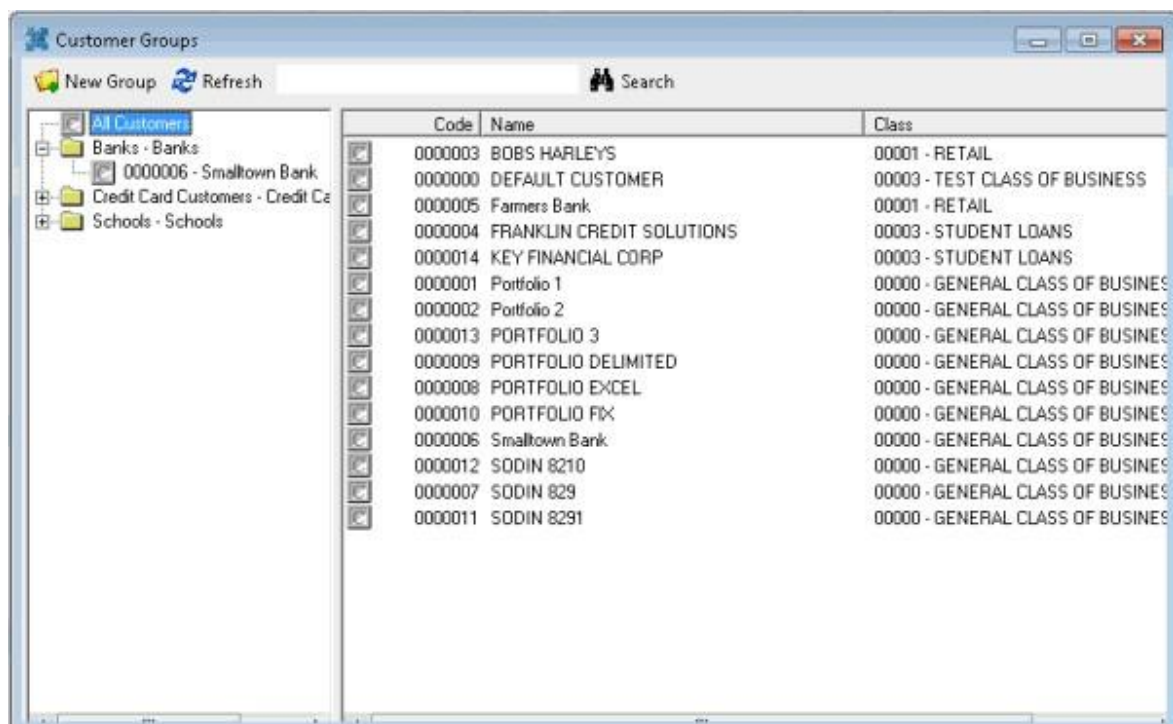 Customer Groups
New Group Refresh Search
All Customers
Banks - Banks
0000006 - Smalltown Bank
Credit Card Customers - Credit Ca
Schools - Schools
Code Name Class
0000003 BOBS HARLEYS 00001 - RETAIL
0000000 DEFAULT CUSTOMER 00003 - TEST CLASS OF BUSINESS
0000005 Farmers Bank 00001 - RETAIL
0000004 FRANKLIN CREDIT SOLUTIONS 00003 - STUDENT LOANS
0000014 KEY FINANCIAL CORP 00003 - STUDENT LOANS
0000001 Portfolio 1 00000 - GENERAL CLASS OF BUSINES
0000002 Portfolio 2 00000 - GENERAL CLASS OF BUSINES
0000013 PORTFOLIO 3 00000 - GENERAL CLASS OF BUSINES
0000009 PORTFOLIO DELIMITED 00000 - GENERAL CLASS OF BUSINES
0000008 PORTFOLIO EXCEL 00000 - GENERAL CLASS OF BUSINES
0000010 PORTFOLIO FIX 00000 - GENERAL CLASS OF BUSINES
0000006 Smalltown Bank 00000 - GENERAL CLASS OF BUSINES
0000012 SODIN 8210 00000 - GENERAL CLASS OF BUSINES
0000007 SODIN 829 00000 - GENERAL CLASS OF BUSINES
0000011 SODIN 8291 00000 - GENERAL CLASS OF BUSINES